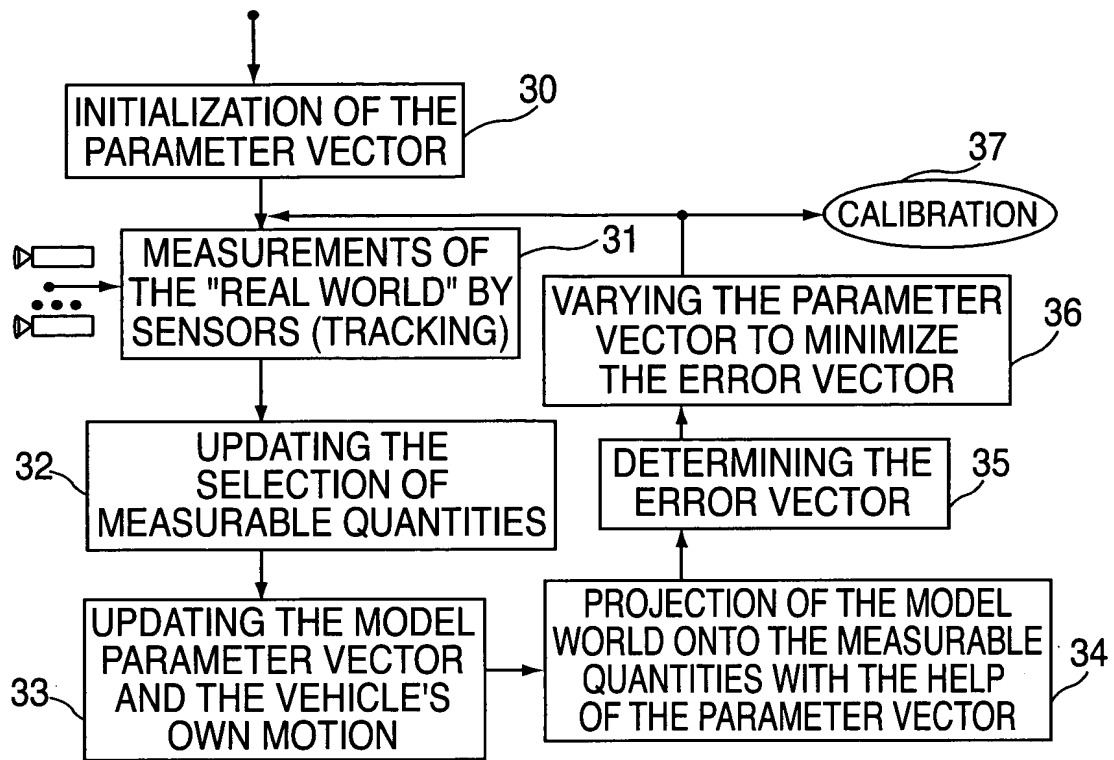 INITIALIZATION OF THE
PARAMETER VECTOR
30
MEASUREMENTS OF
THE "REAL WORLD" BY
SENSORS (TRACKING)
31
UPDATING THE
SELECTION OF
MEASURABLE QUANTITIES
32
UPDATING THE MODEL
PARAMETER VECTOR
AND THE VEHICLE'S
OWN MOTION
33
PROJECTION OF THE MODEL
WORLD ONTO THE MEASURABLE
QUANTITIES WITH THE HELP
OF THE PARAMETER VECTOR
34
DETERMINING THE
ERROR VECTOR
35
VARYING THE PARAMETER
VECTOR TO MINIMIZE
THE ERROR VECTOR
36
37
CALIBRATION